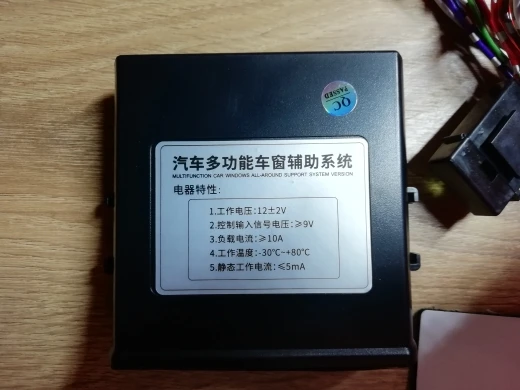 QC
PASSED
汽车多功能车窗辅助系统
MULTIFUNCTION CAR WINDOWS ALL-AROUND SUPPORT SYSTEM VERSION
电器特性:
1.工作电压:12±2V
2.控制输入信号电压:≥9V
3.负载电流:≥10A
4.工作温度:-30℃~+80℃
5.静态工作电流:≤5mA